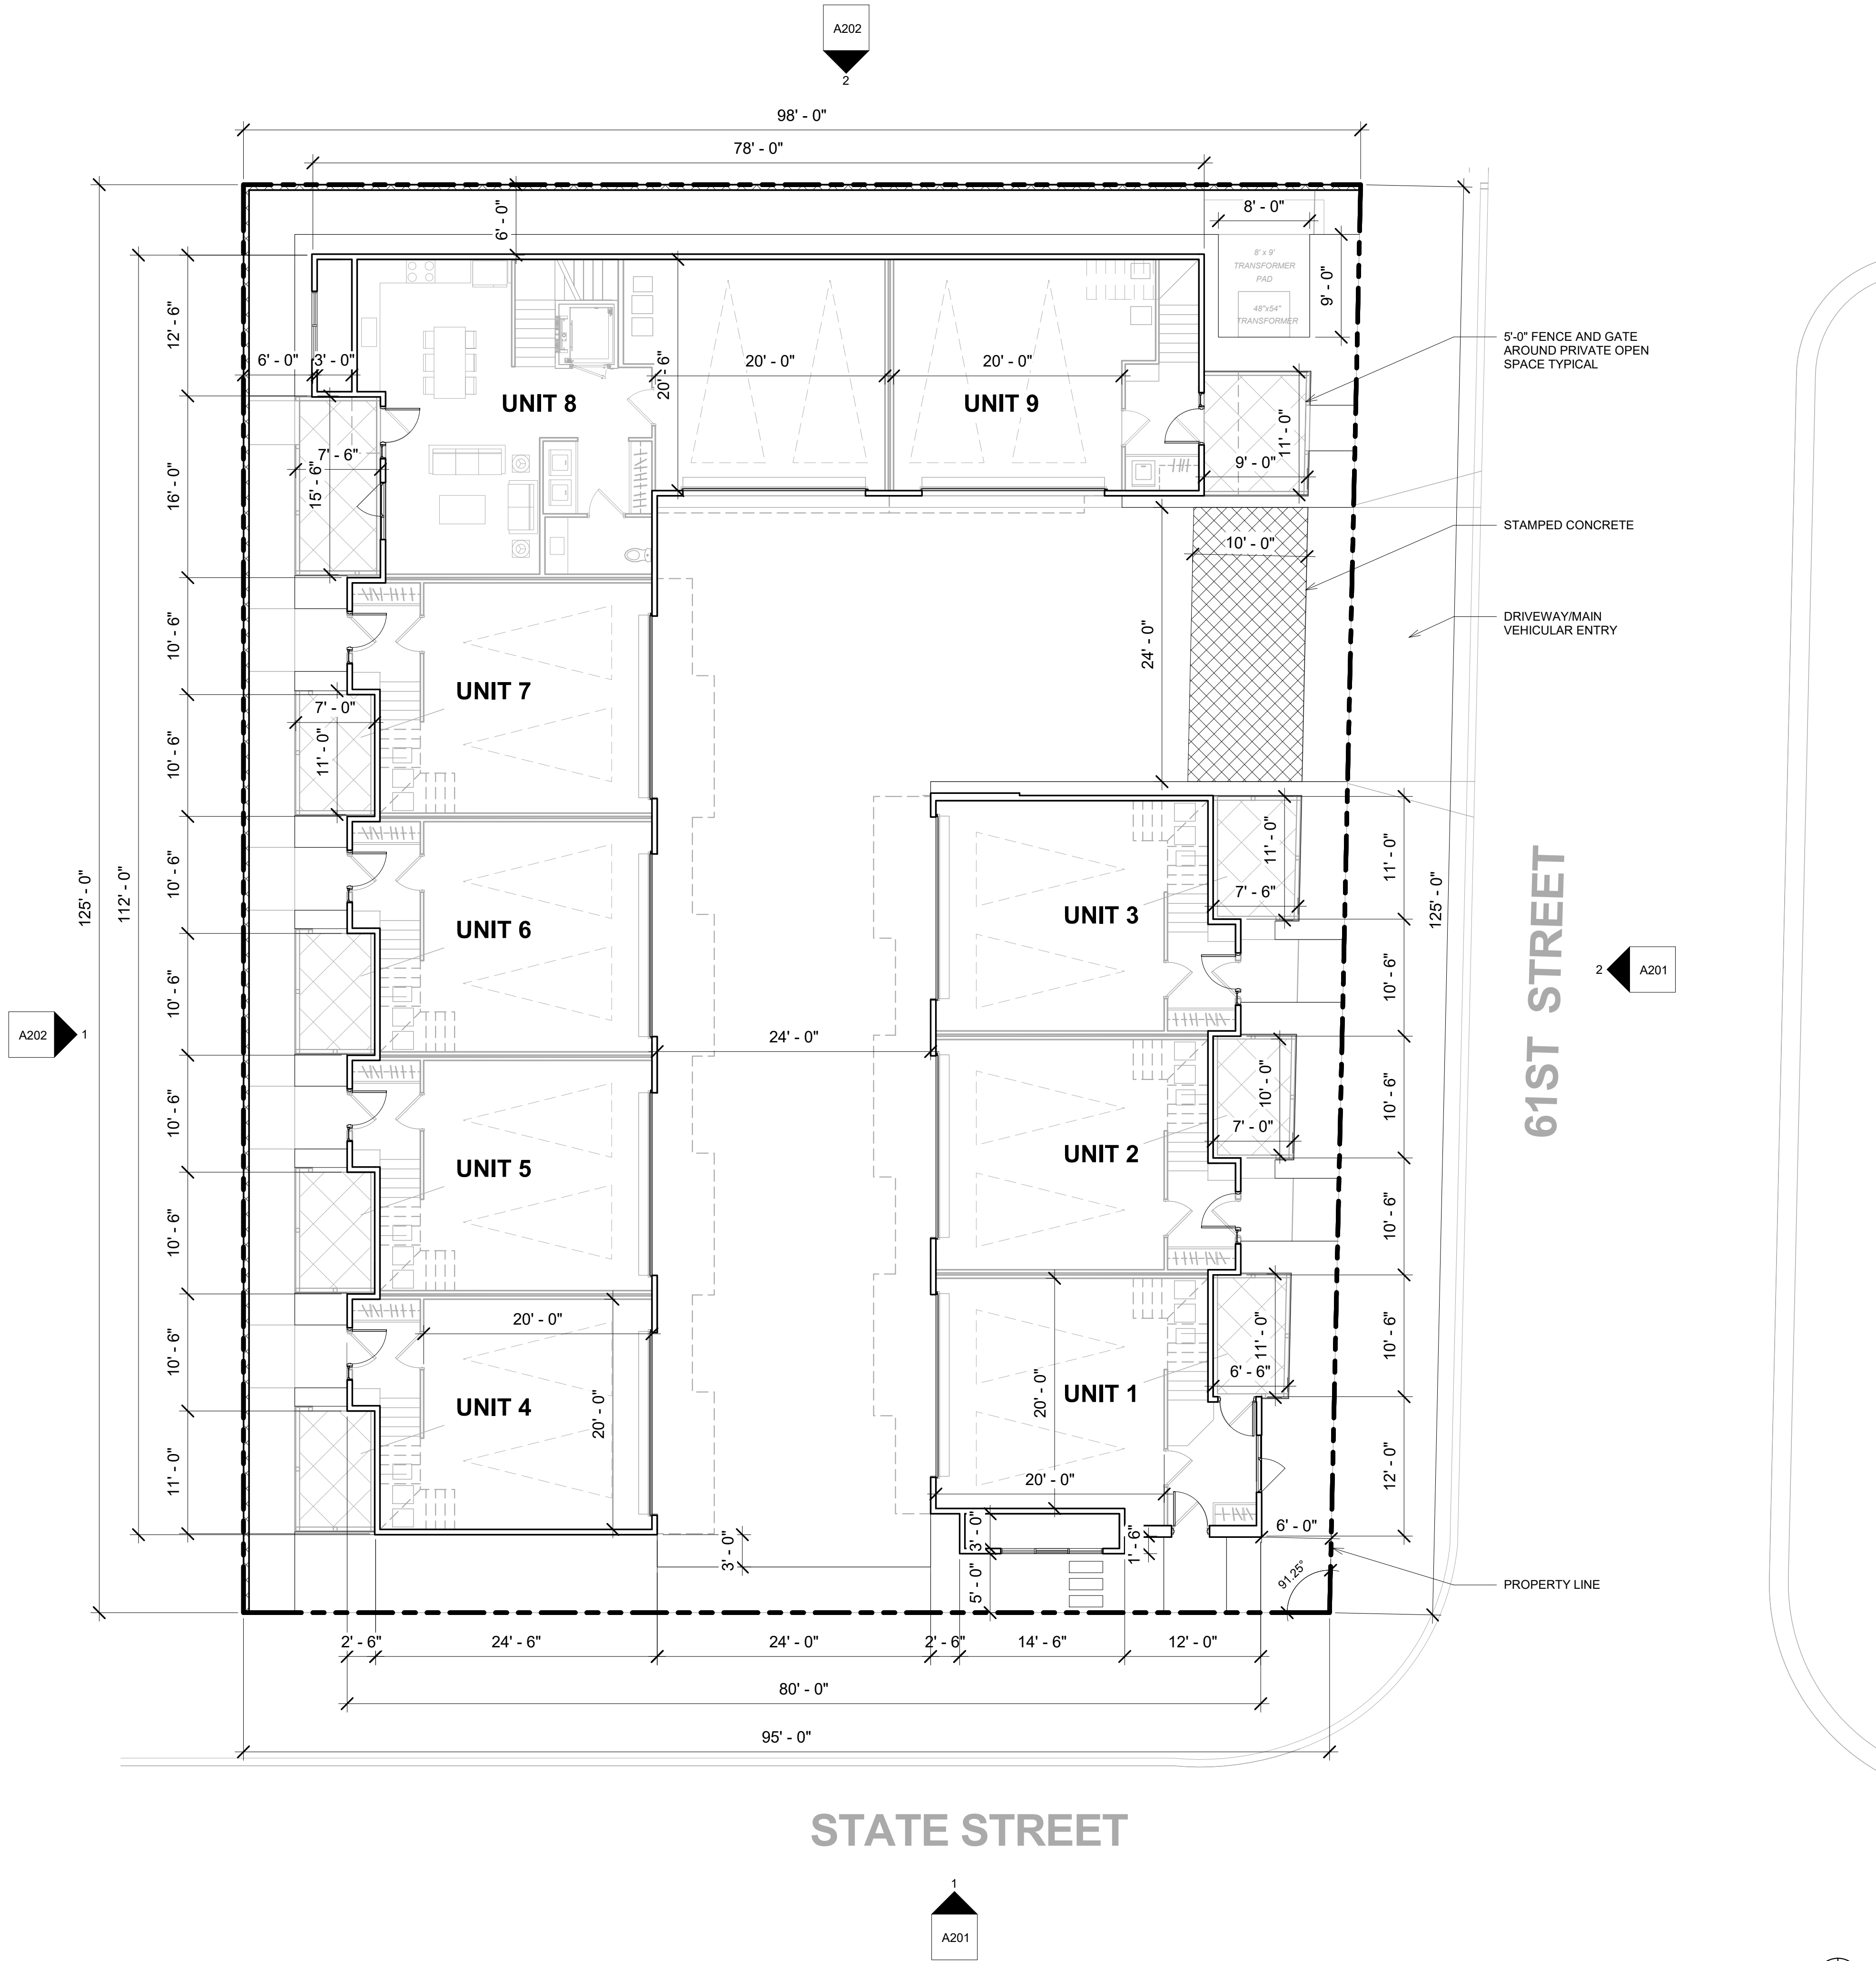 A202
2
98' - 0"
78' - 0"
6' - 0"
8' - 0"
8' x 9'
TRANSFORMER
PAD
48"x54"
TRANSFORMER
9' - 0"
5'-0" FENCE AND GATE
AROUND PRIVATE OPEN
SPACE TYPICAL
12' - 6"
6' - 0"
3' - 0"
20' - 6"
20' - 0"
20' - 0"
UNIT 8
UNIT 9
11' - 0"
9' - 0"
7' - 6"
15' - 6"
16' - 0"
STAMPED CONCRETE
10' - 0"
DRIVEWAY/MAIN
VEHICULAR ENTRY
24' - 0"
10' - 6"
UNIT 7
7' - 0"
11' - 0"
10' - 6"
125' - 0"
112' - 0"
10' - 6"
UNIT 6
UNIT 3
11' - 0"
7' - 6"
11' - 0"
125' - 0"
61ST STREET
2
A201
10' - 6"
10' - 6"
A202
1
24' - 0"
10' - 6"
UNIT 5
UNIT 2
10' - 0"
7' - 0"
10' - 6"
10' - 6"
10' - 6"
10' - 6"
20' - 0"
UNIT 4
20' - 0"
UNIT 1
20' - 0"
20' - 0"
11' - 0"
6' - 6"
10' - 6"
11' - 0"
12' - 0"
3' - 0"
3' - 0"
1' - 6"
6' - 0"
5' - 0"
91.25°
PROPERTY LINE
2' - 6"
24' - 6"
24' - 0"
2' - 6"
14' - 6"
12' - 0"
80' - 0"
95' - 0"
STATE STREET
1
A201